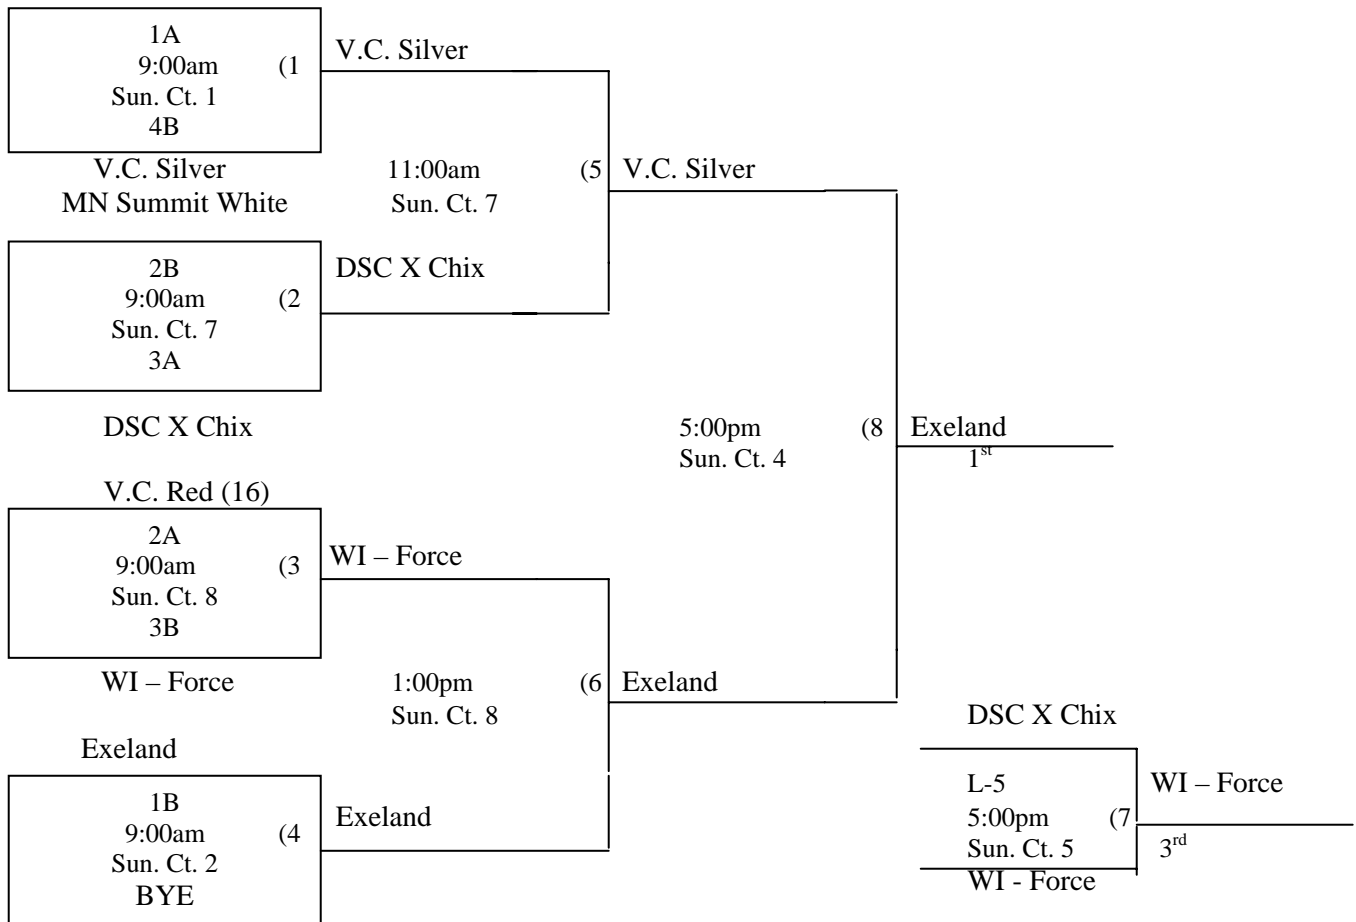 1A
9:00am (1
Sun. Ct. 1
4B
V.C. Silver
V.C. Silver
MN Summit White
11:00am (5
Sun. Ct. 7
V.C. Silver
2B
9:00am (2
Sun. Ct. 7
3A
DSC X Chix
DSC X Chix
5:00pm (8
Sun. Ct. 4
Exeland
1st
V.C. Red (16)
2A
9:00am (3
Sun. Ct. 8
3B
WI – Force
WI – Force
1:00pm (6
Sun. Ct. 8
Exeland
Exeland
1B
9:00am (4
Sun. Ct. 2
BYE
Exeland
DSC X Chix
L-5
5:00pm (7
Sun. Ct. 5
WI - Force
WI – Force
3rd